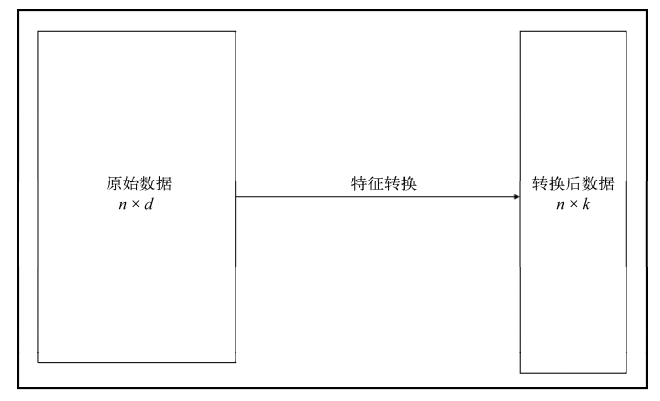 原始数据
n × d
特征转换
转换后数据
n × k